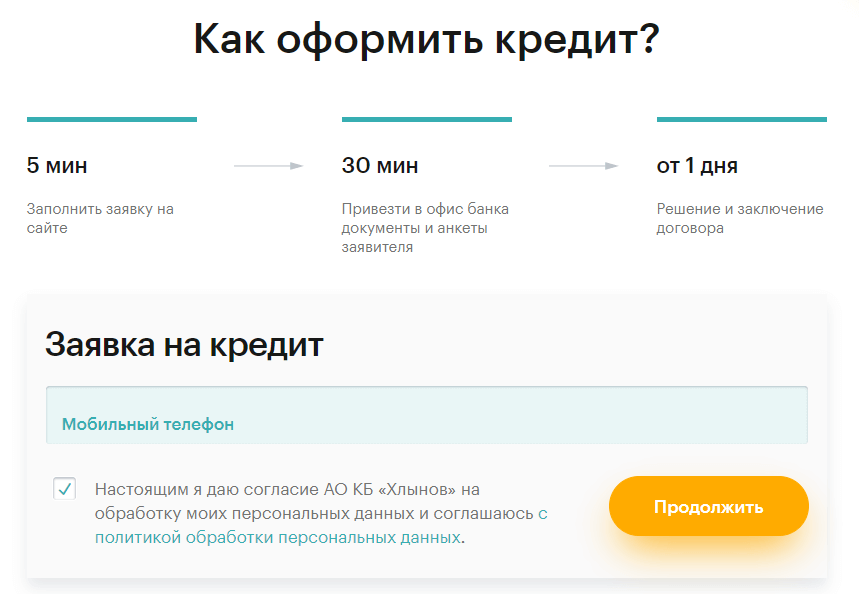 Как оформить кредит?
5 мин
30 мин
от 1 дня
Заполнить заявку на
сайте
Привезти в офис банка
документы и анкеты
заявителя
Решение и заключение
договора
Заявка на кредит
Мобильный телефон
Настоящим я даю согласие АО КБ «Хлынов» на
обработку моих персональных данных и соглашаюсь с
политикой обработки персональных данных.
Продолжить